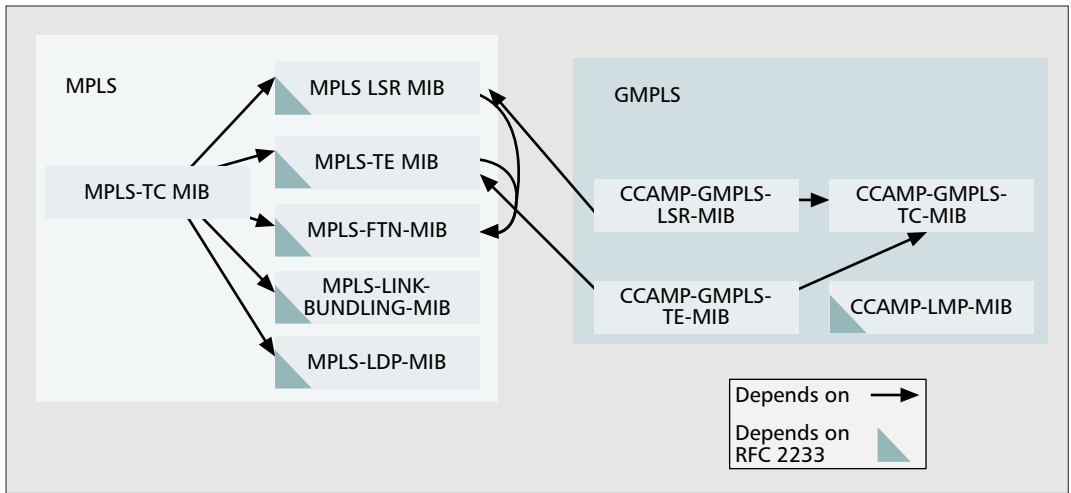 MPLS
MPLS LSR MIB
MPLS-TE MIB
MPLS-TC MIB
MPLS-FTN-MIB
MPLS-LINK-
BUNDLING-MIB
MPLS-LDP-MIB
GMPLS
CCAMP-GMPLS-
LSR-MIB
CCAMP-GMPLS-
TC-MIB
CCAMP-GMPLS-
TE-MIB
CCAMP-LMP-MIB
Depends on
Depends on
RFC 2233